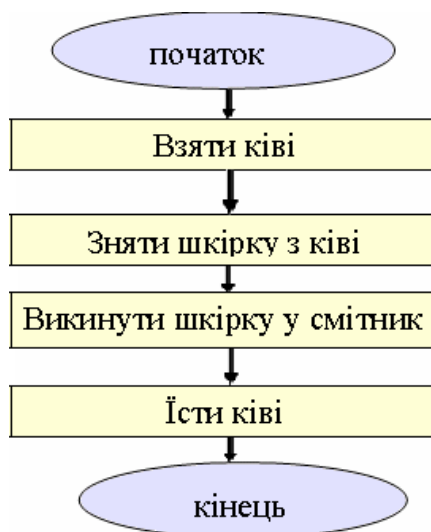 початок
Взяти ківі
Зняти шкірку з ківі
Викинути шкірку у смітник
Їсти ківі
кінець